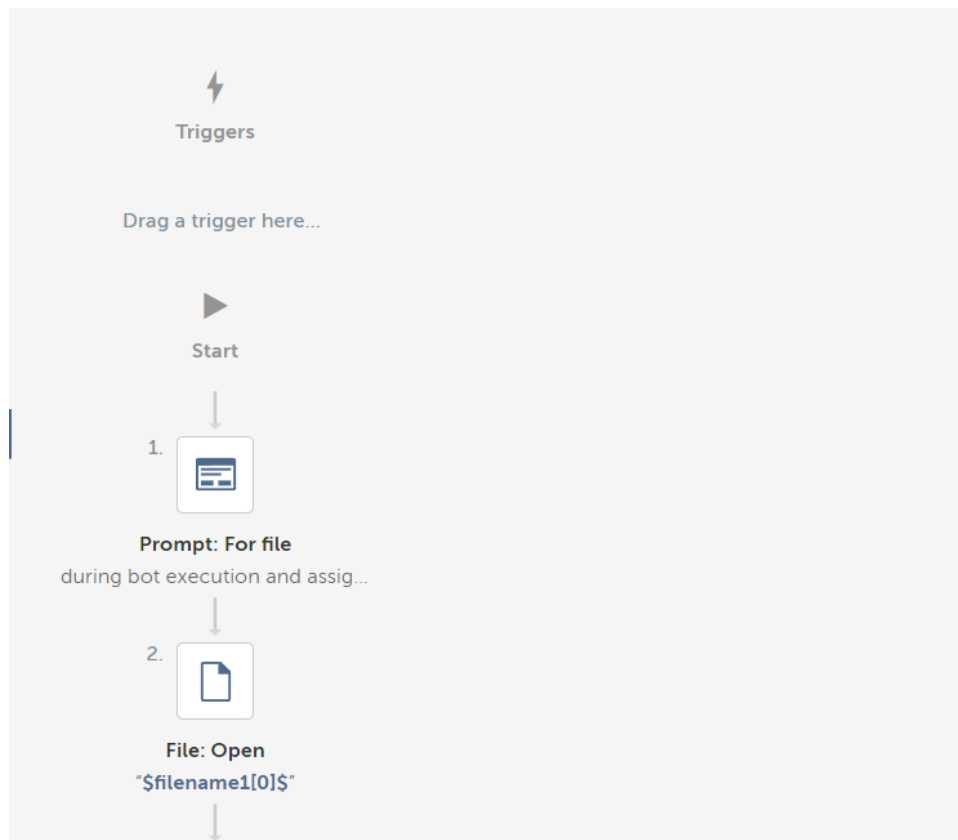 Triggers
Drag a trigger here...
Start
1.
Prompt: For file
during bot execution and assig...
2.
File: Open
“$filename1[0]$”